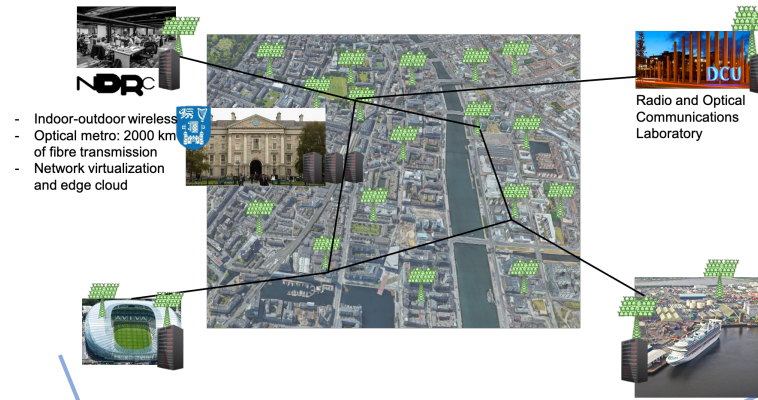 NDRC
- Indoor-outdoor wireless
- Optical metro: 2000 km
of fibre transmission
- Network virtualization
and edge cloud
DCU
Radio and Optical
Communications
Laboratory
AVIVA